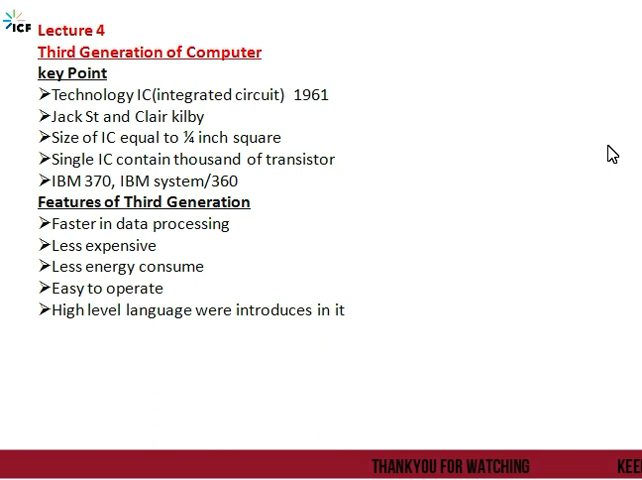 ICF
Lecture 4
Third Generation of Computer
key Point
➢Technology IC(integrated circuit)  1961
➢Jack St and Clair kilby
➢Size of IC equal to ¼ inch square
➢Single IC contain thousand of transistor
➢IBM 370, IBM system/360
Features of Third Generation
➢Faster in data processing
➢Less expensive
➢Less energy consume
➢Easy to operate
➢High level language were introduces in it
THANKYOU FOR WATCHING